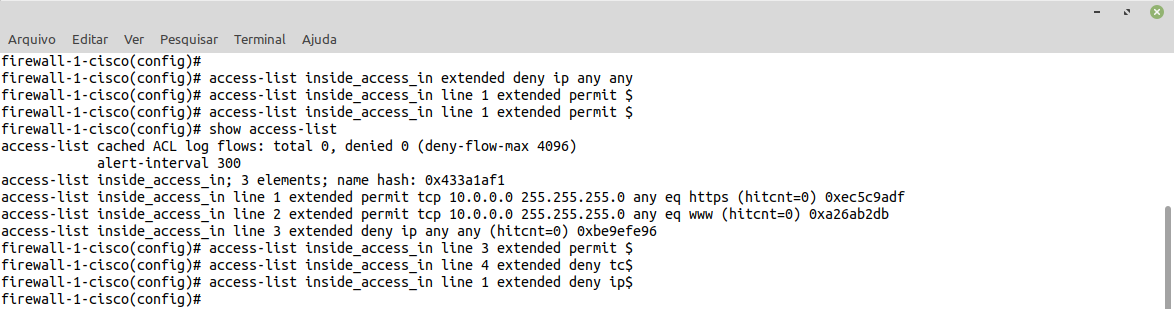 Arquivo Editar Ver Pesquisar Terminal Ajuda
firewall-1-cisco(config)#
firewall-1-cisco(config)# access-list inside_access_in extended deny ip any any
firewall-1-cisco(config)# access-list inside_access_in line 1 extended permit $
firewall-1-cisco(config)# access-list inside_access_in line 1 extended permit $
firewall-1-cisco(config)# show access-list
access-list cached ACL log flows: total 0, denied 0 (deny-flow-max 4096)
            alert-interval 300
access-list inside_access_in; 3 elements; name hash: 0x433a1af1
access-list inside_access_in line 1 extended permit tcp 10.0.0.0 255.255.255.0 any eq https (hitcnt=0) 0xec5c9adf
access-list inside_access_in line 2 extended permit tcp 10.0.0.0 255.255.255.0 any eq www (hitcnt=0) 0xa26ab2db
access-list inside_access_in line 3 extended deny ip any any (hitcnt=0) 0xbe9efe96
firewall-1-cisco(config)# access-list inside_access_in line 3 extended permit $
firewall-1-cisco(config)# access-list inside_access_in line 4 extended deny tc$
firewall-1-cisco(config)# access-list inside_access_in line 1 extended deny ip$
firewall-1-cisco(config)#